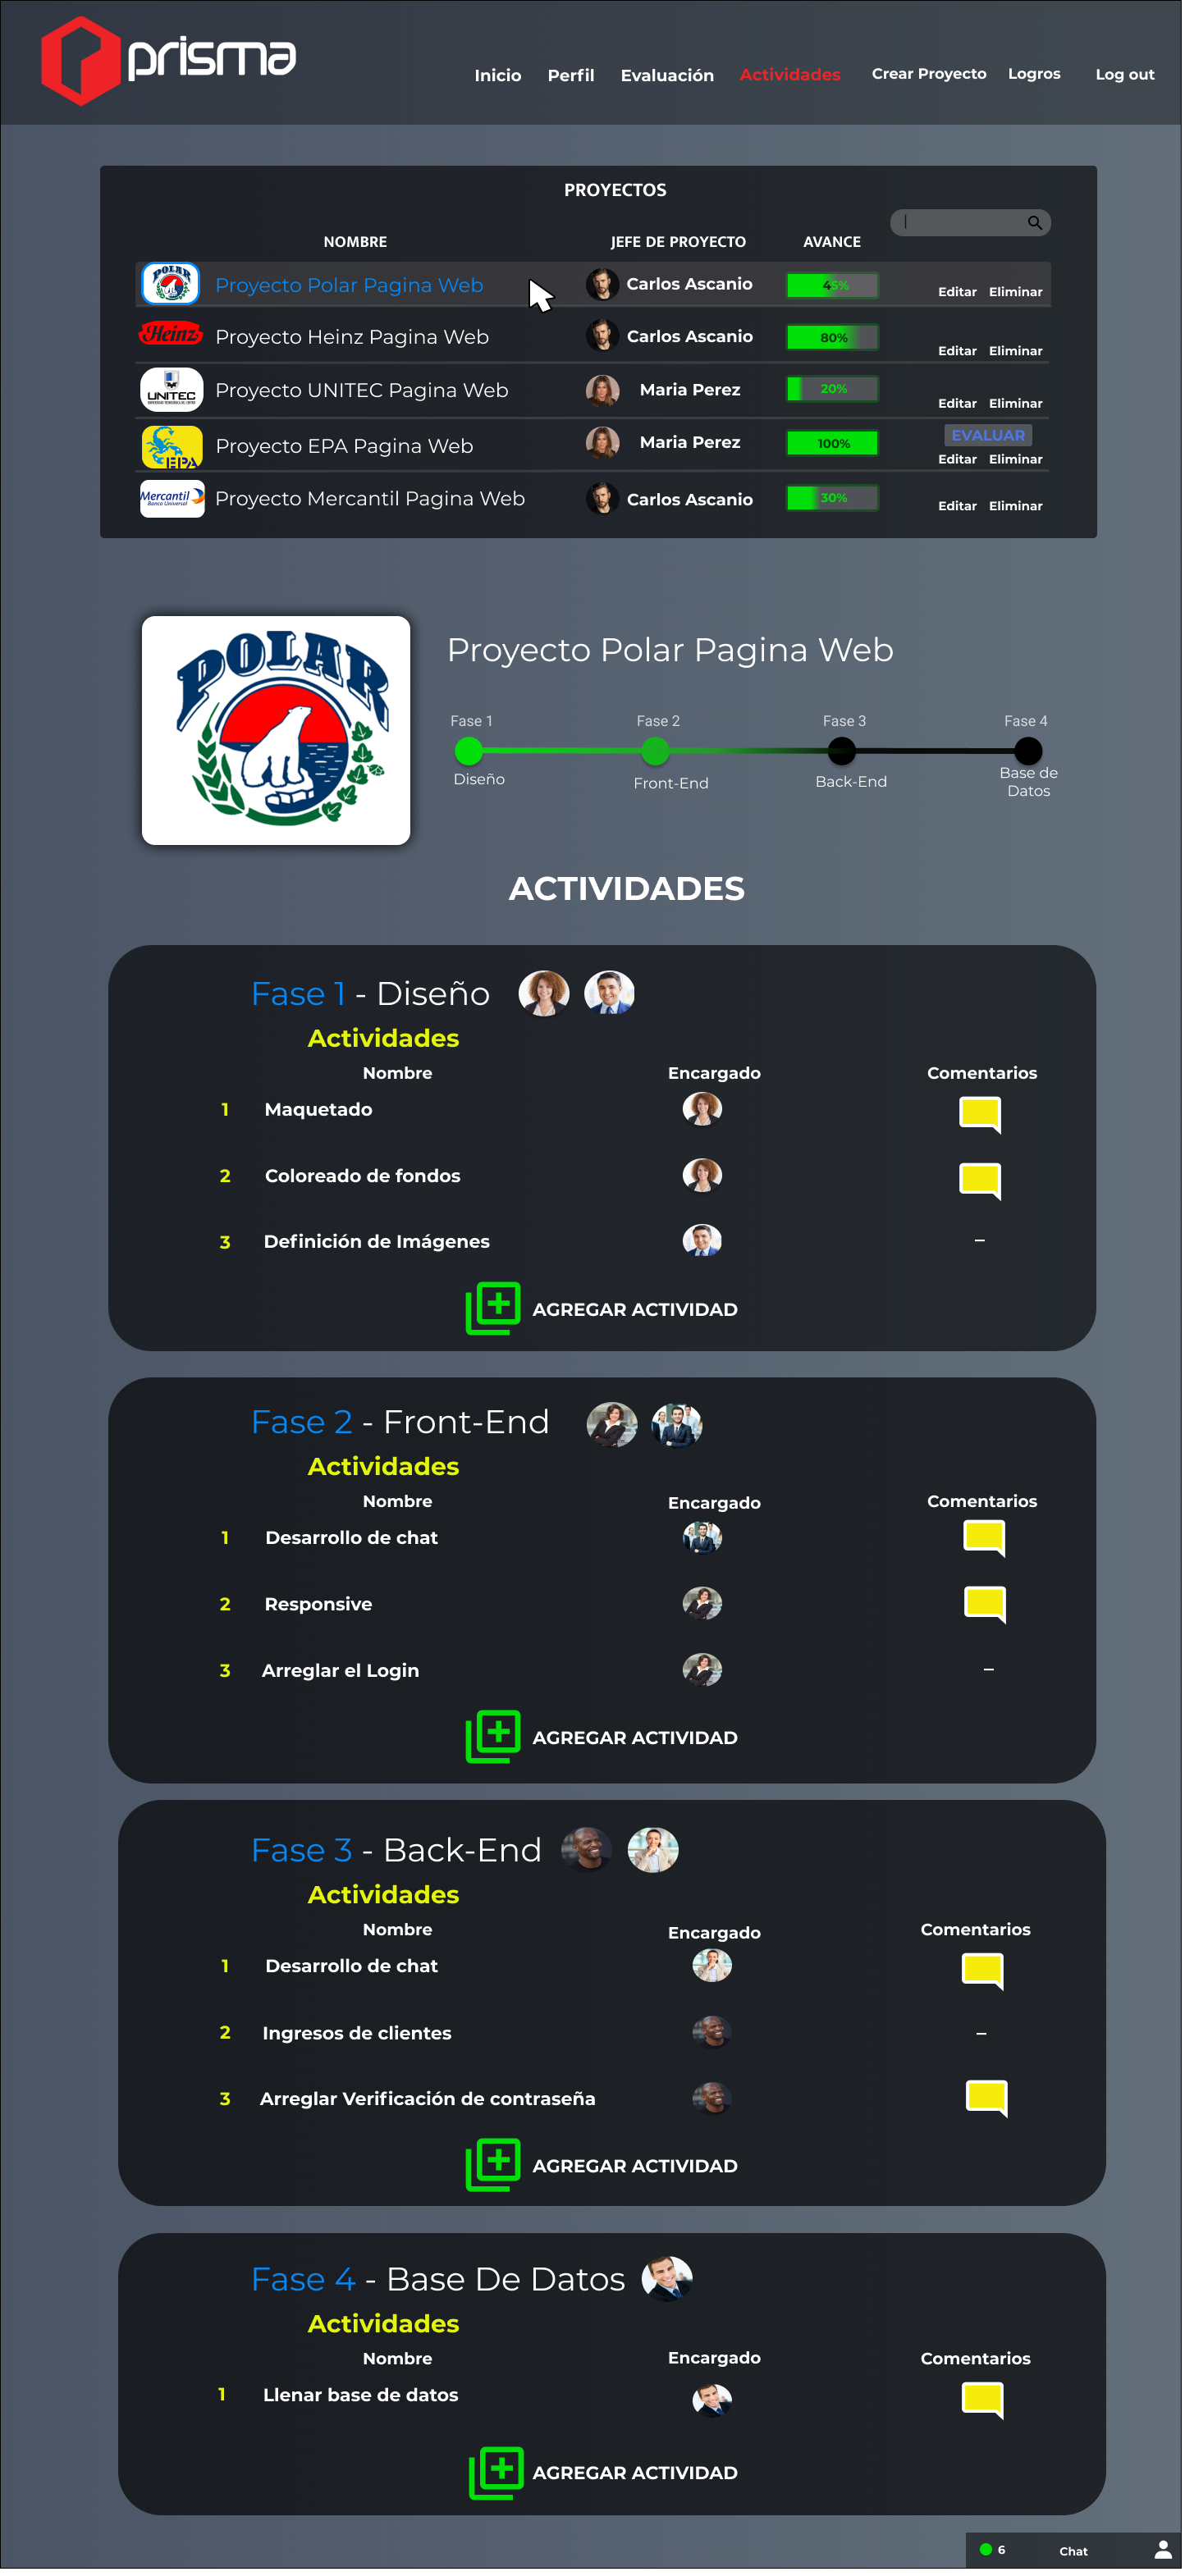 prisma
Inicio Perfil Evaluación Actividades Crear Proyecto Logros Log out
PROYECTOS
NOMBRE JEFE DE PROYECTO AVANCE
POLAR Proyecto Polar Pagina Web Carlos Ascanio 45% Editar Eliminar
Heinz Proyecto Heinz Pagina Web Carlos Ascanio 80% Editar Eliminar
UNITEC Proyecto UNITEC Pagina Web Maria Perez 20% Editar Eliminar
EVALUAR
EPA Proyecto EPA Pagina Web Maria Perez 100% Editar Eliminar
Mercantil Banco Universal Proyecto Mercantil Pagina Web Carlos Ascanio 30% Editar Eliminar
POLAR
Proyecto Polar Pagina Web
Fase 1 Fase 2 Fase 3 Fase 4
Diseño Front-End Back-End Base de
Datos
ACTIVIDADES
Fase 1 - Diseño
Actividades
Nombre Encargado Comentarios
1 Maquetado
2 Coloreado de fondos
3 Definición de Imágenes –
AGREGAR ACTIVIDAD
Fase 2 - Front-End
Actividades
Nombre Encargado Comentarios
1 Desarrollo de chat
2 Responsive
3 Arreglar el Login –
AGREGAR ACTIVIDAD
Fase 3 - Back-End
Actividades
Nombre Encargado Comentarios
1 Desarrollo de chat
2 Ingresos de clientes –
3 Arreglar Verificación de contraseña
AGREGAR ACTIVIDAD
Fase 4 - Base De Datos
Actividades
Nombre Encargado Comentarios
1 Llenar base de datos
AGREGAR ACTIVIDAD
6 Chat